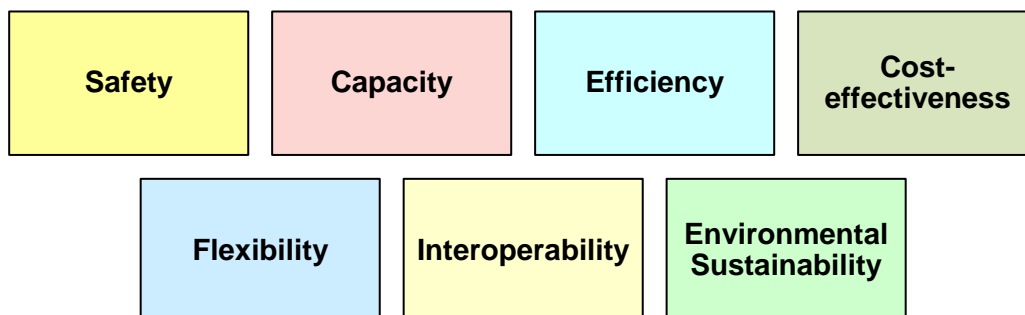 Safety
Capacity
Efficiency
Cost-
effectiveness
Flexibility
Interoperability
Environmental
Sustainability